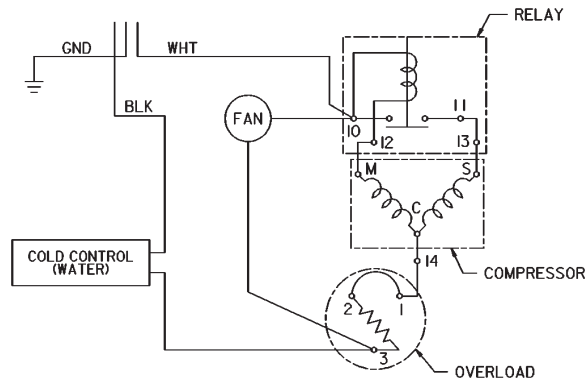 RELAY
GND
WHT
BLK
FAN
10
11
12
13
M
S
C
COLD CONTROL
(WATER)
14
COMPRESSOR
2
1
3
OVERLOAD